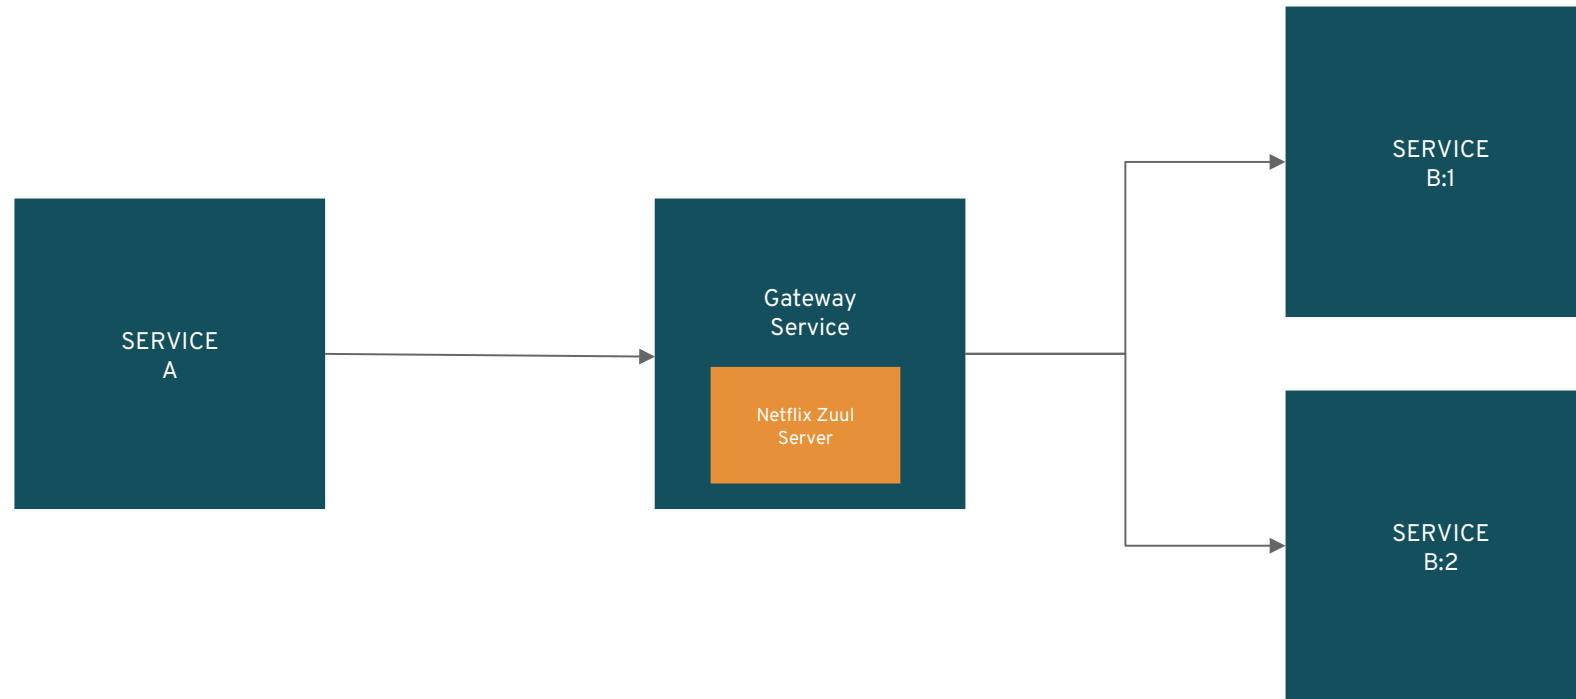 SERVICE
A
Gateway
Service
Netflix Zuul
Server
SERVICE
B:1
SERVICE
B:2